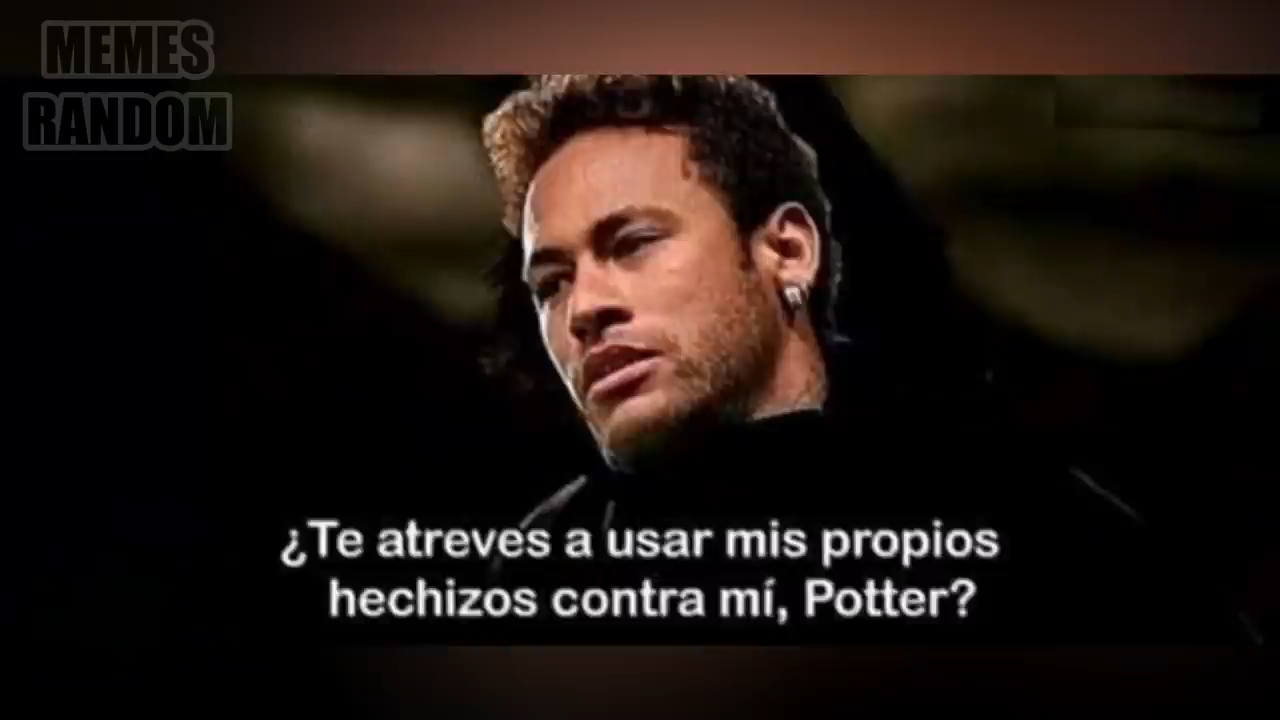 MEMES
RANDOM
¿Te atreves a usar mis propios
hechizos contra mí, Potter?